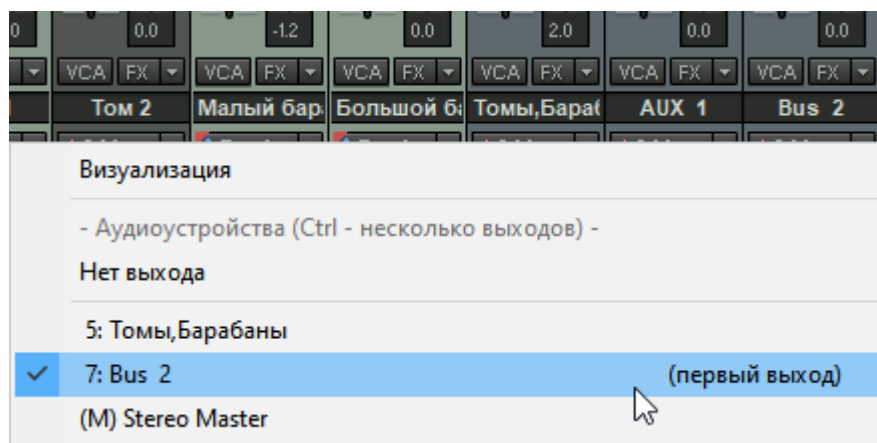 0 0.0 -1.2 0.0 2.0 0.0 0.0
VCA FX VCA FX VCA FX VCA FX VCA FX VCA FX
Том 2 Малый бар Большой ба Томы,Бараб AUX 1 Bus 2
Визуализация
- Аудиоустройства (Ctrl - несколько выходов) -
Нет выхода
5: Томы,Барабаны
7: Bus 2 (первый выход)
(M) Stereo Master